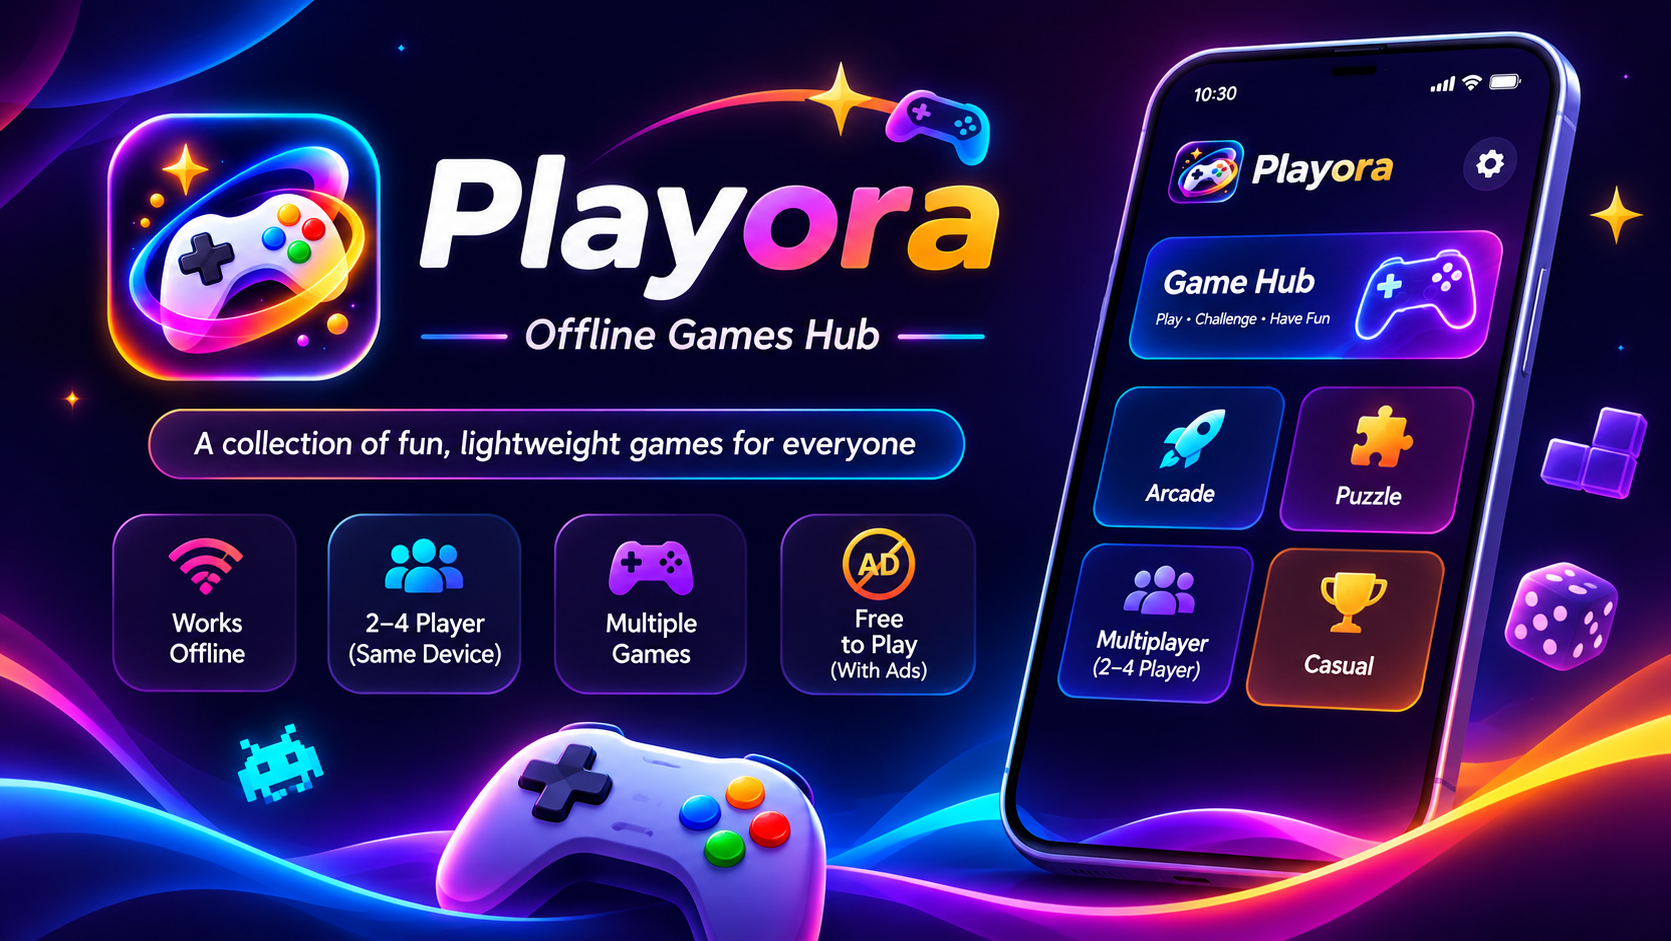 Playora
Offline Games Hub
A collection of fun, lightweight games for everyone
Works
Offline
2–4 Player
(Same Device)
Multiple
Games
AD
Free
to Play
(With Ads)
10:30
Playora
Game Hub
Play • Challenge • Have Fun
Arcade
Puzzle
Multiplayer
(2–4 Player)
Casual